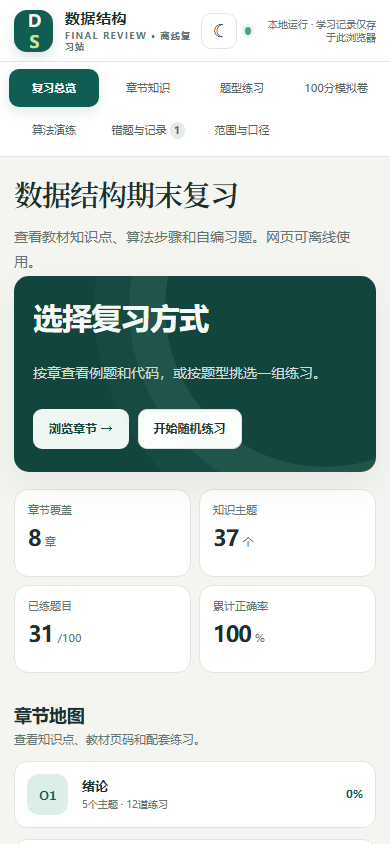 D
S
数据结构
FINAL REVIEW • 离线复
习站
本地运行 · 学习记录仅存
于此浏览器
复习总览
章节知识
题型练习
100分模拟卷
算法演练
错题与记录 1
范围与口径
数据结构期末复习
查看教材知识点、算法步骤和自编习题。网页可离线使
用。
选择复习方式
按章查看例题和代码，或按题型挑选一组练习。
浏览章节 →
开始随机练习
章节覆盖
8 章
知识主题
37 个
已练题目
31 /100
累计正确率
100 %
章节地图
查看知识点、教材页码和配套练习。
01
绪论
5个主题 · 12道练习
0%